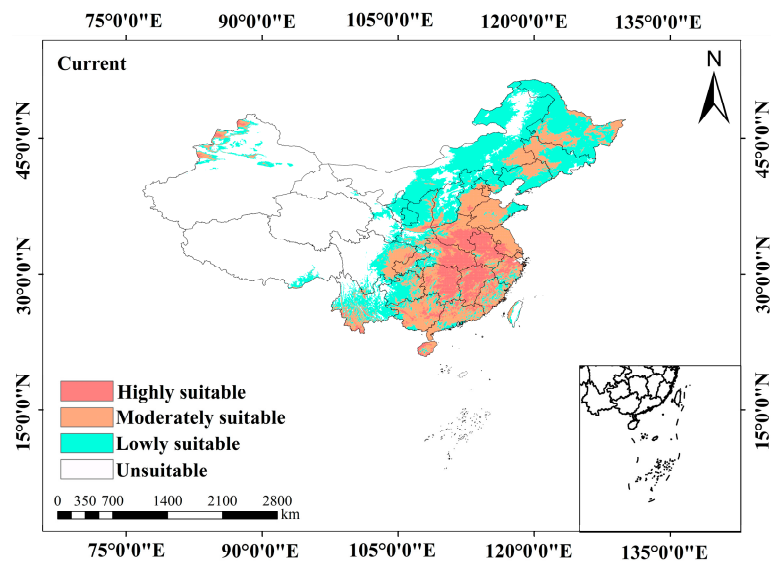 75°0'0"E 90°0'0"E 105°0'0"E 120°0'0"E 135°0'0"E
Current
N
45°0'0"N 45°0'0"N
30°0'0"N 30°0'0"N
15°0'0"N 15°0'0"N
Highly suitable
Moderately suitable
Lowly suitable
Unsuitable
0 350 700 1400 2100 2800
km
75°0'0"E 90°0'0"E 105°0'0"E 120°0'0"E 135°0'0"E